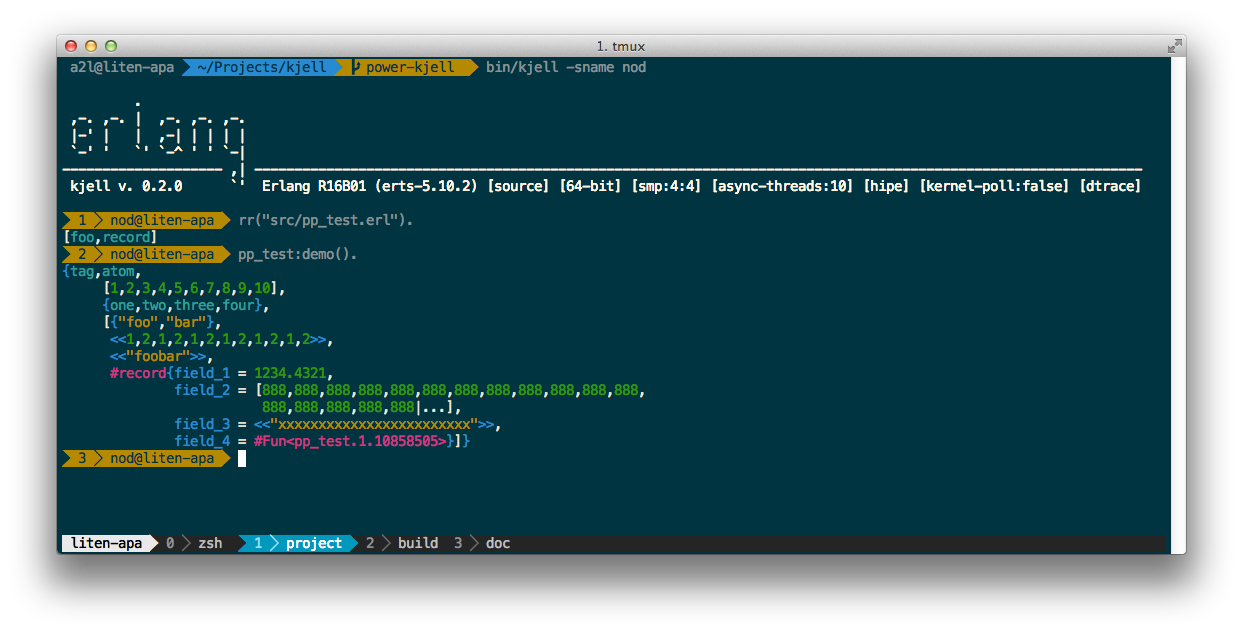 1. tmux
a2l@liten-apa ~/Projects/kjell power-kjell bin/kjell -sname nod
erlang
kjell v. 0.2.0 Erlang R16B01 (erts-5.10.2) [source] [64-bit] [smp:4:4] [async-threads:10] [hipe] [kernel-poll:false] [dtrace]
1 nod@liten-apa rr("src/pp_test.erl").
[foo,record]
2 nod@liten-apa pp_test:demo().
{tag,atom,
[1,2,3,4,5,6,7,8,9,10],
{one,two,three,four},
[{"foo","bar"},
<<1,2,1,2,1,2,1,2,1,2,1,2>>,
<<"foobar">>,
#record{field_1 = 1234.4321,
field_2 = [888,888,888,888,888,888,888,888,888,888,888,888,
888,888,888,888,888|...],
field_3 = <<"xxxxxxxxxxxxxxxxxxxxxxxx">>,
field_4 = #Fun<pp_test.1.10858505>}]}
3 nod@liten-apa
liten-apa 0 zsh 1 project 2 build 3 doc